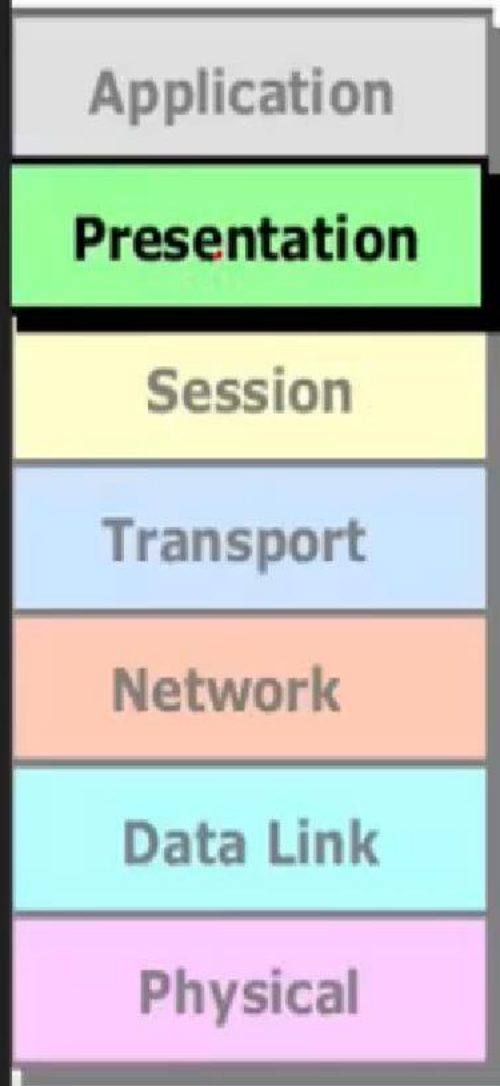 Application
Presentation
Session
Transport
Network
Data Link
Physical